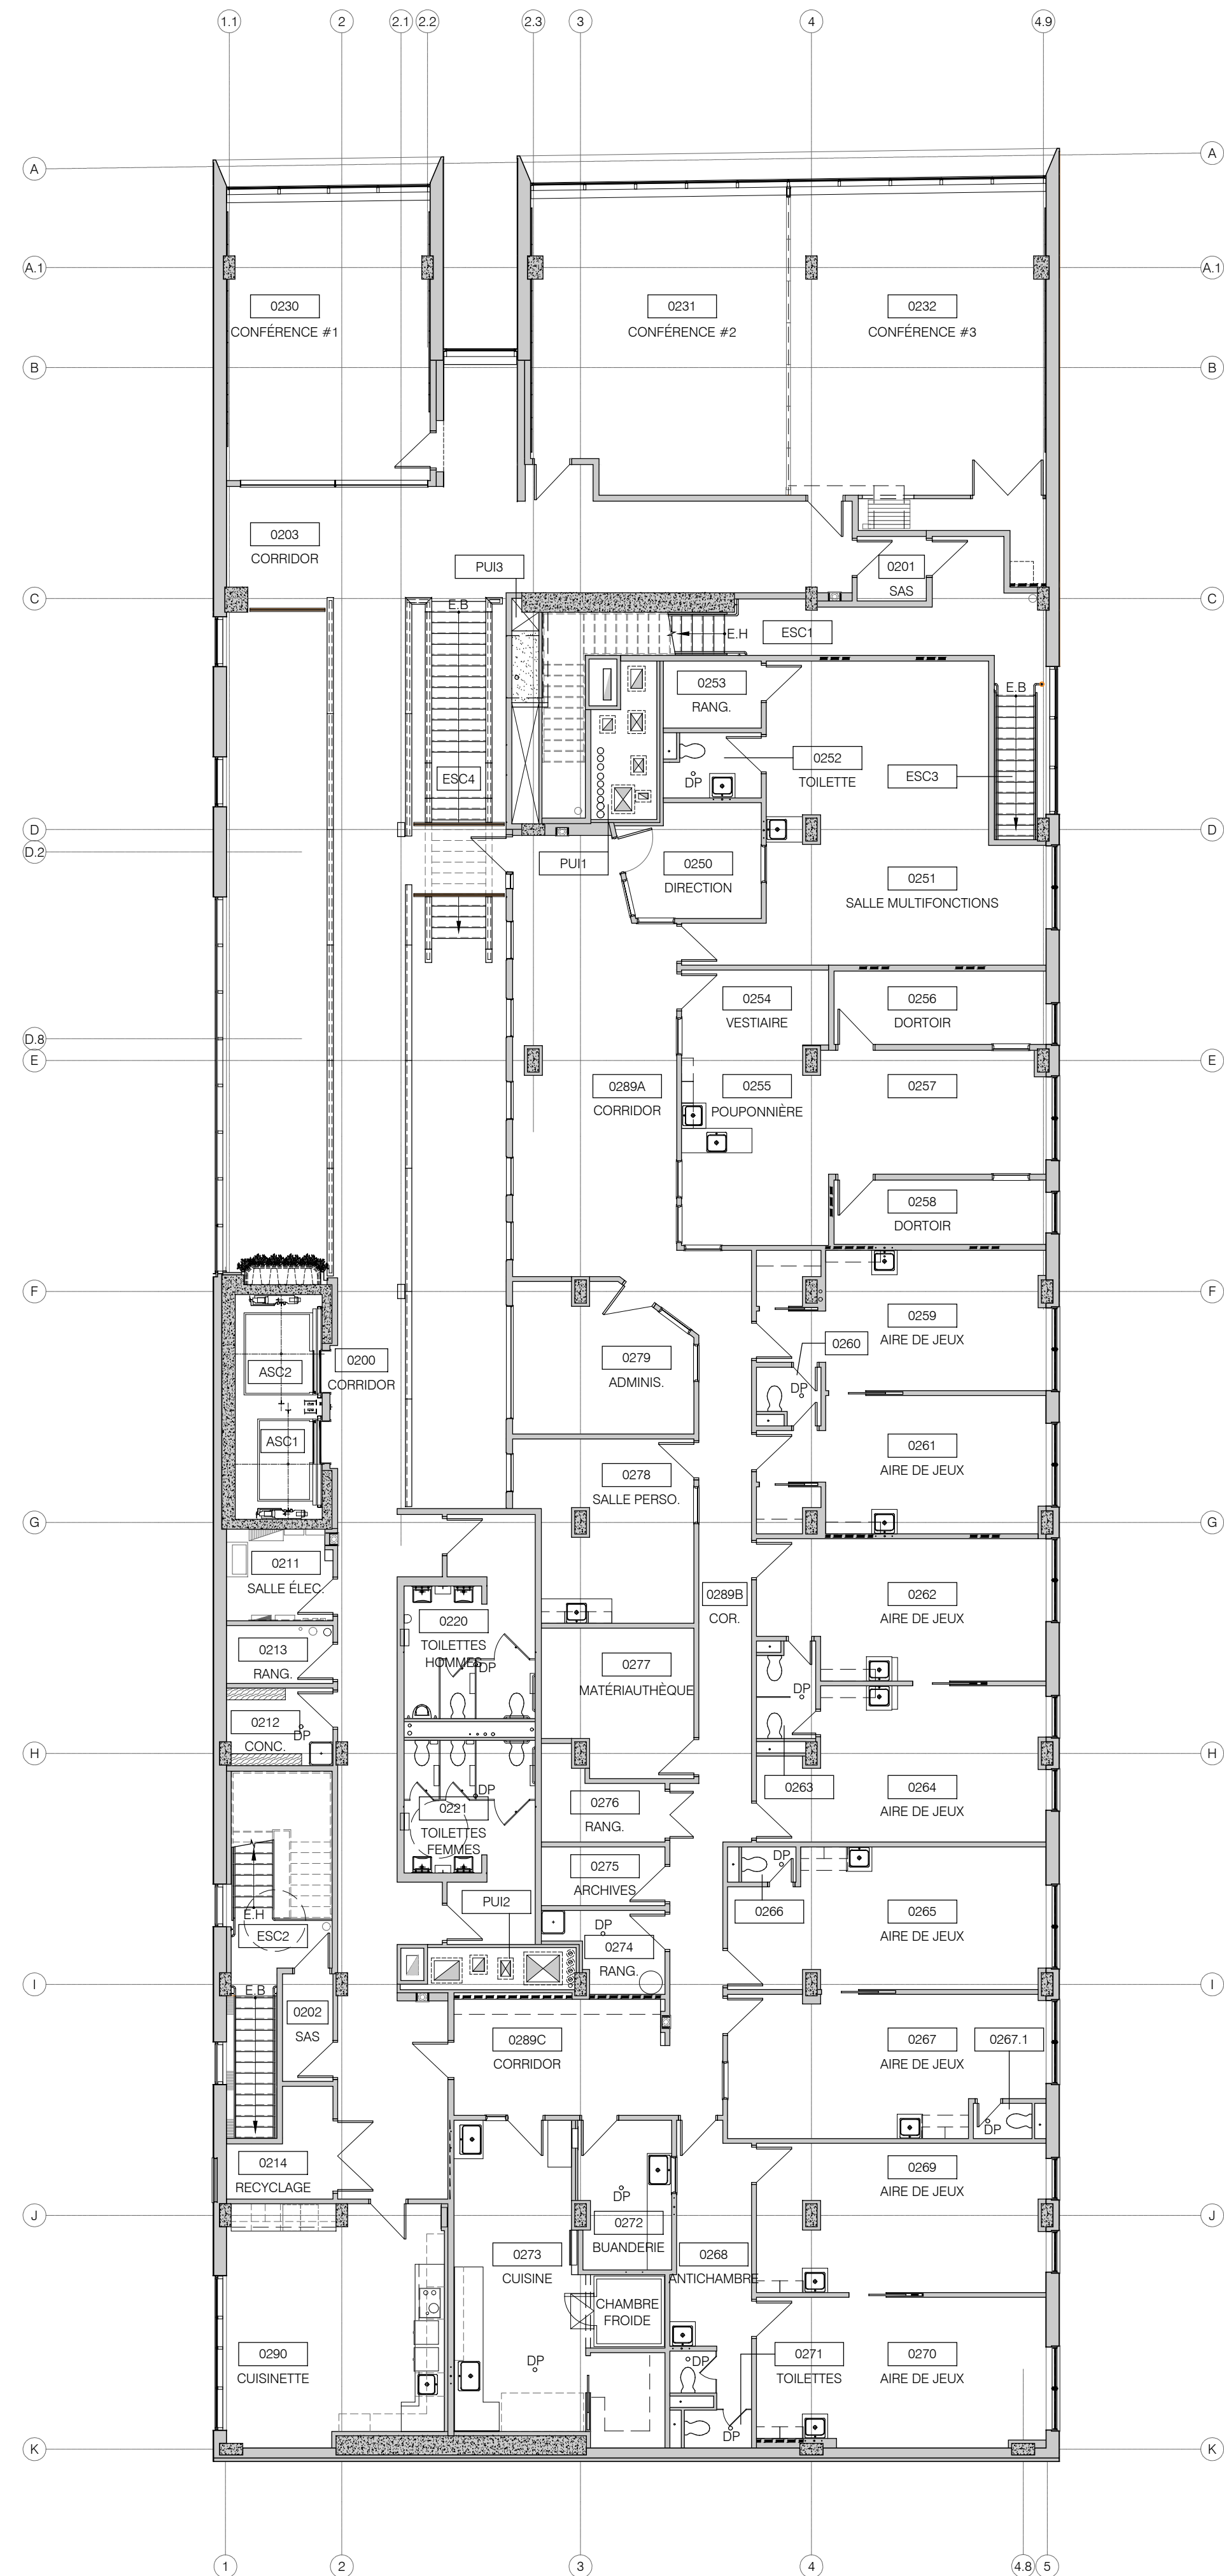 1.1
2
2.1
2.2
2.3
3
4
4.9
A
A
A.1
A.1
0230
CONFÉRENCE #1
0231
CONFÉRENCE #2
0232
CONFÉRENCE #3
B
B
0203
CORRIDOR
PUI3
0201
SAS
C
C
E.B
E.H
ESC1
0253
RANG.
E.B
0252
TOILETTE
DP
ESC4
ESC3
D
D
D.2
PUI1
0250
DIRECTION
0251
SALLE MULTIFONCTIONS
0254
VESTIAIRE
0256
DORTOIR
D.8
E
E
0289A
CORRIDOR
0255
POUPONNIÈRE
0257
0258
DORTOIR
F
F
0259
AIRE DE JEUX
0260
DP
0279
ADMINIS.
ASC2
0200
CORRIDOR
ASC1
0261
AIRE DE JEUX
0278
SALLE PERSO.
G
G
0211
SALLE ÉLEC.
0289B
COR.
0262
AIRE DE JEUX
0220
TOILETTES
HOMMES
DP
0213
RANG.
0277
MATÉRIAUTHÈQUE
DP
0212
CONC.
DP
H
H
0263
0264
AIRE DE JEUX
DP
0221
TOILETTES
FEMMES
0276
RANG.
0275
ARCHIVES
DP
0266
0265
AIRE DE JEUX
PUI2
E.H
ESC2
DP
0274
RANG.
I
I
E.B
0202
SAS
0289C
CORRIDOR
0267
AIRE DE JEUX
0267.1
DP
0214
RECYCLAGE
0269
AIRE DE JEUX
DP
J
J
0272
BUANDERIE
0273
CUISINE
0268
ANTICHAMBRE
CHAMBRE
FROIDE
0290
CUISINETTE
DP
DP
0271
TOILETTES
0270
AIRE DE JEUX
DP
K
K
1
2
3
4
4.8
5